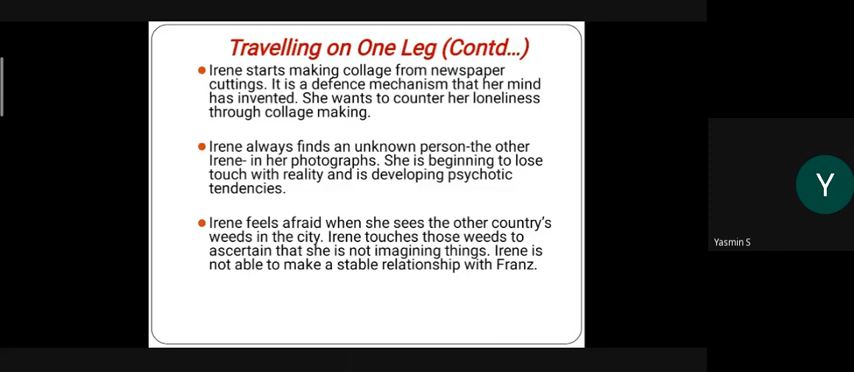 Travelling on One Leg (Contd...)
Irene starts making collage from newspaper
cuttings. It is a defence mechanism that her mind
has invented. She wants to counter her loneliness
through collage making.
Irene always finds an unknown person-the other
Irene- in her photographs. She is beginning to lose
touch with reality and is developing psychotic
tendencies.
Irene feels afraid when she sees the other country's
weeds in the city. Irene touches those weeds to
ascertain that she is not imagining things. Irene is
not able to make a stable relationship with Franz.
Y
Yasmin S